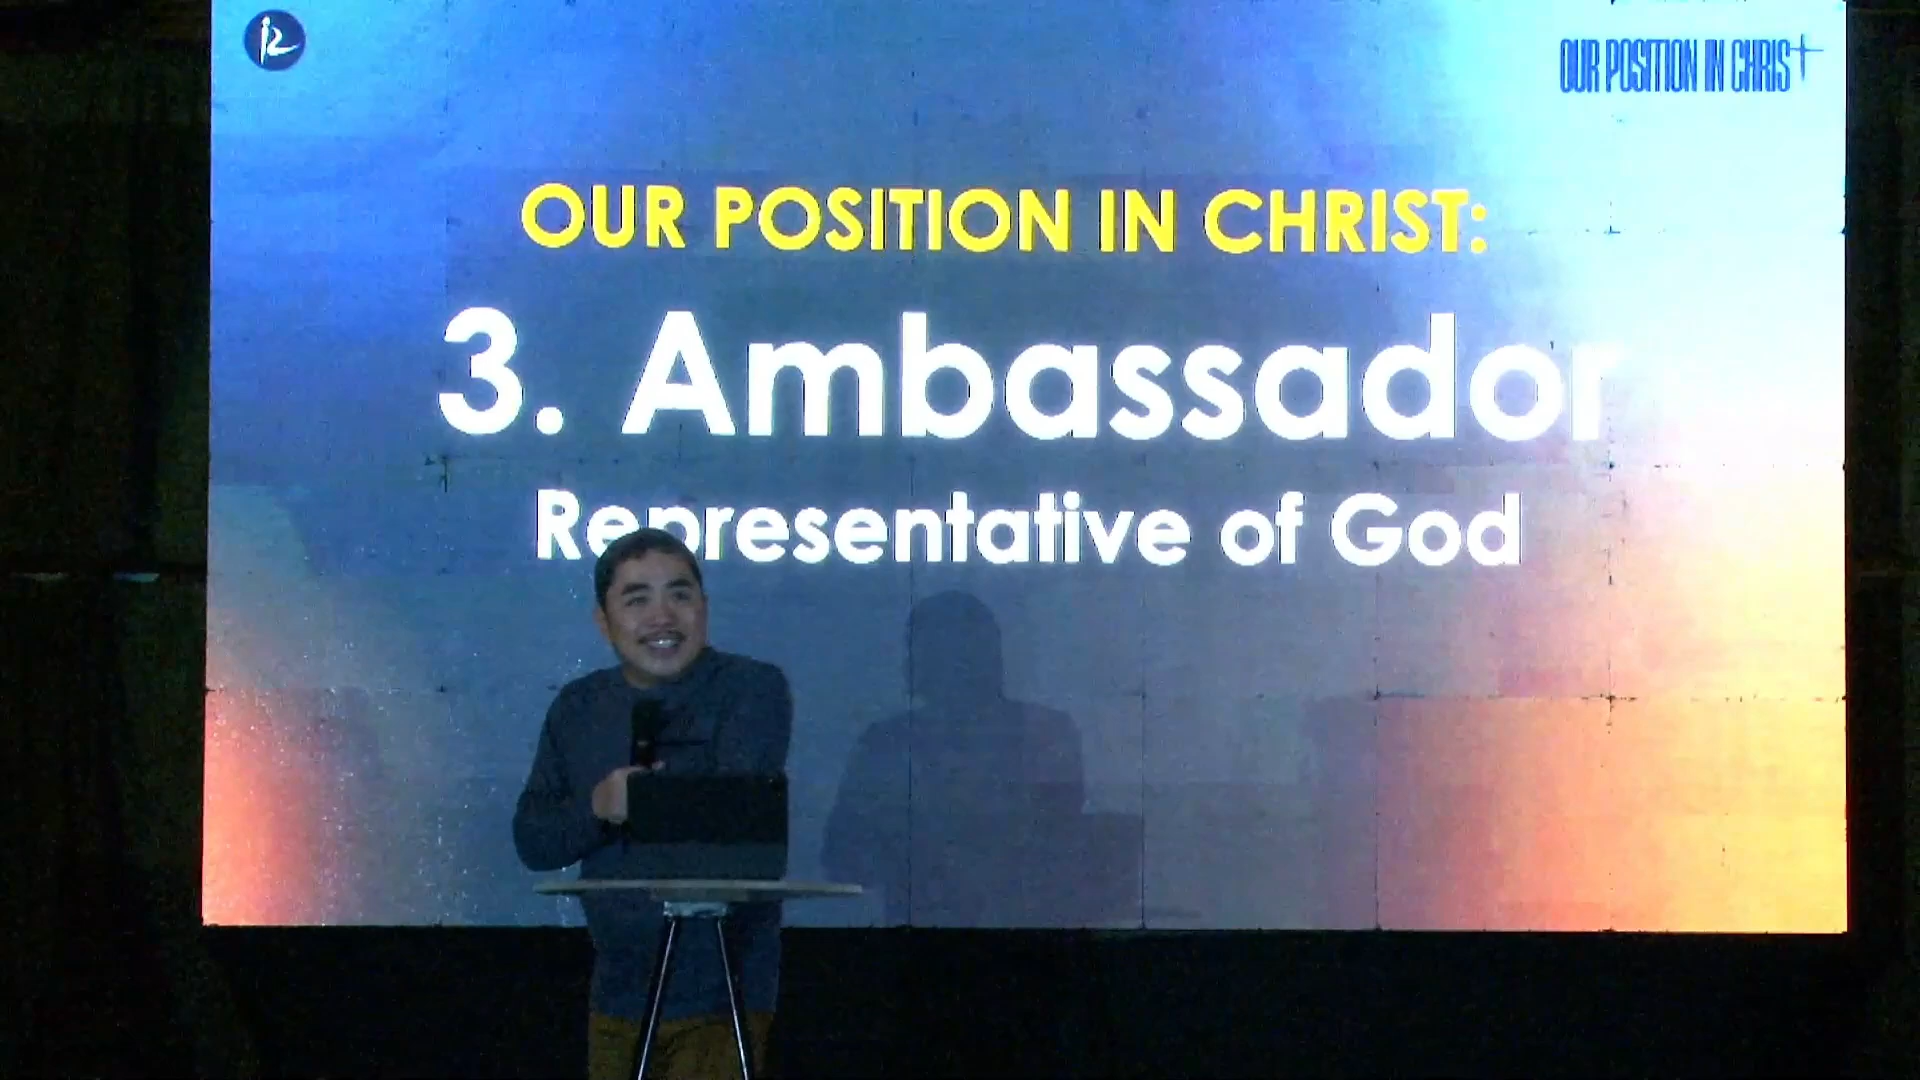 OUR POSITION IN CHRIST
OUR POSITION IN CHRIST:
3. Ambassador
Representative of God